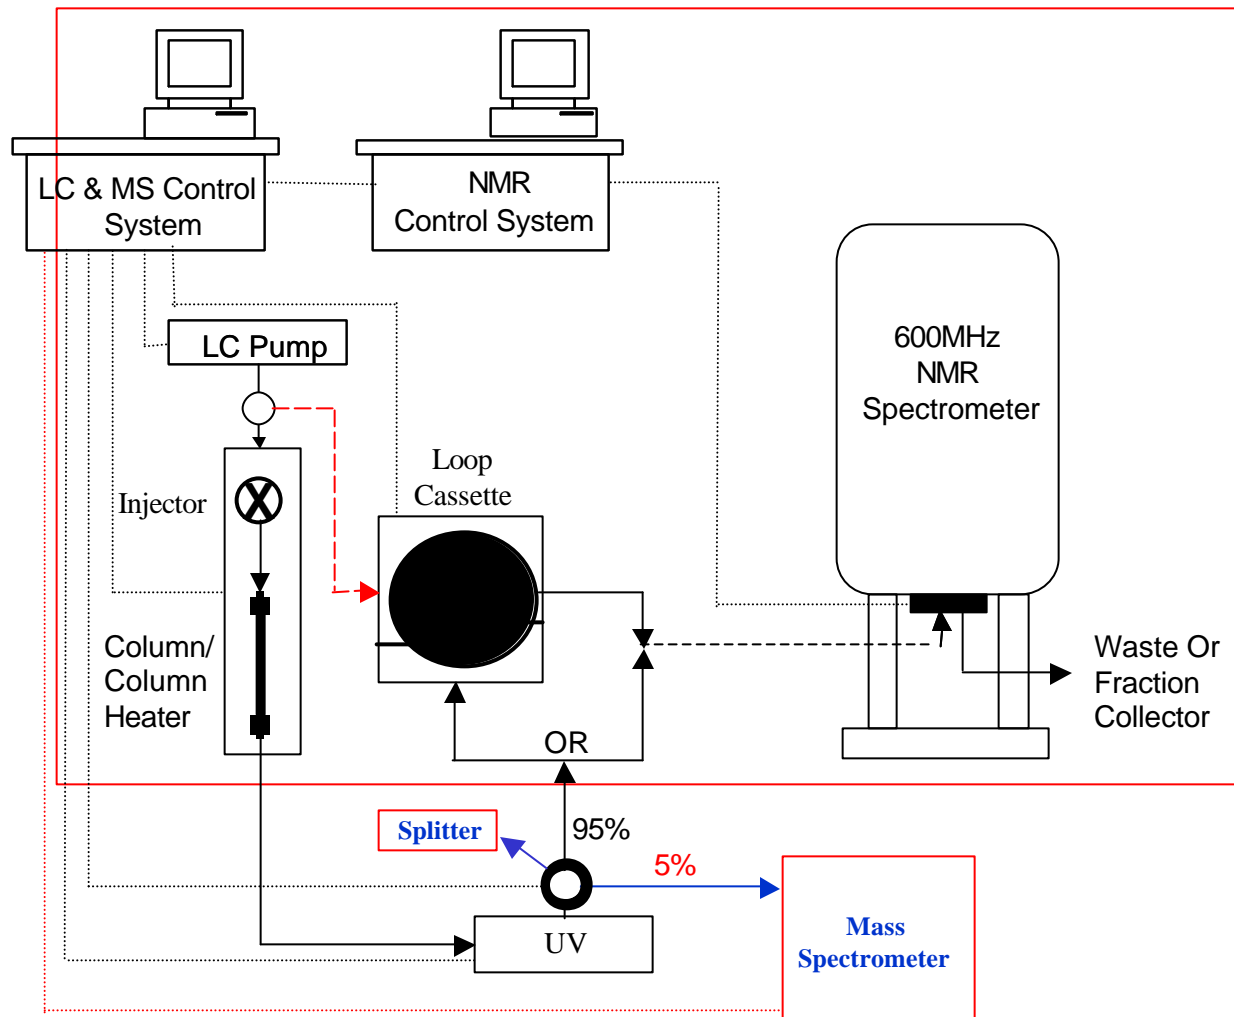 LC & MS Control
System
NMR
Control System
LC Pump
600MHz
NMR
Spectrometer
Injector
Loop
Cassette
Column/
Column
Heater
Waste Or
Fraction
Collector
OR
Splitter
95%
5%
UV
Mass
Spectrometer